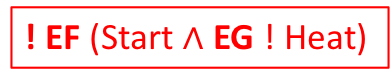 ! EF (Start ∧ EG ! Heat)